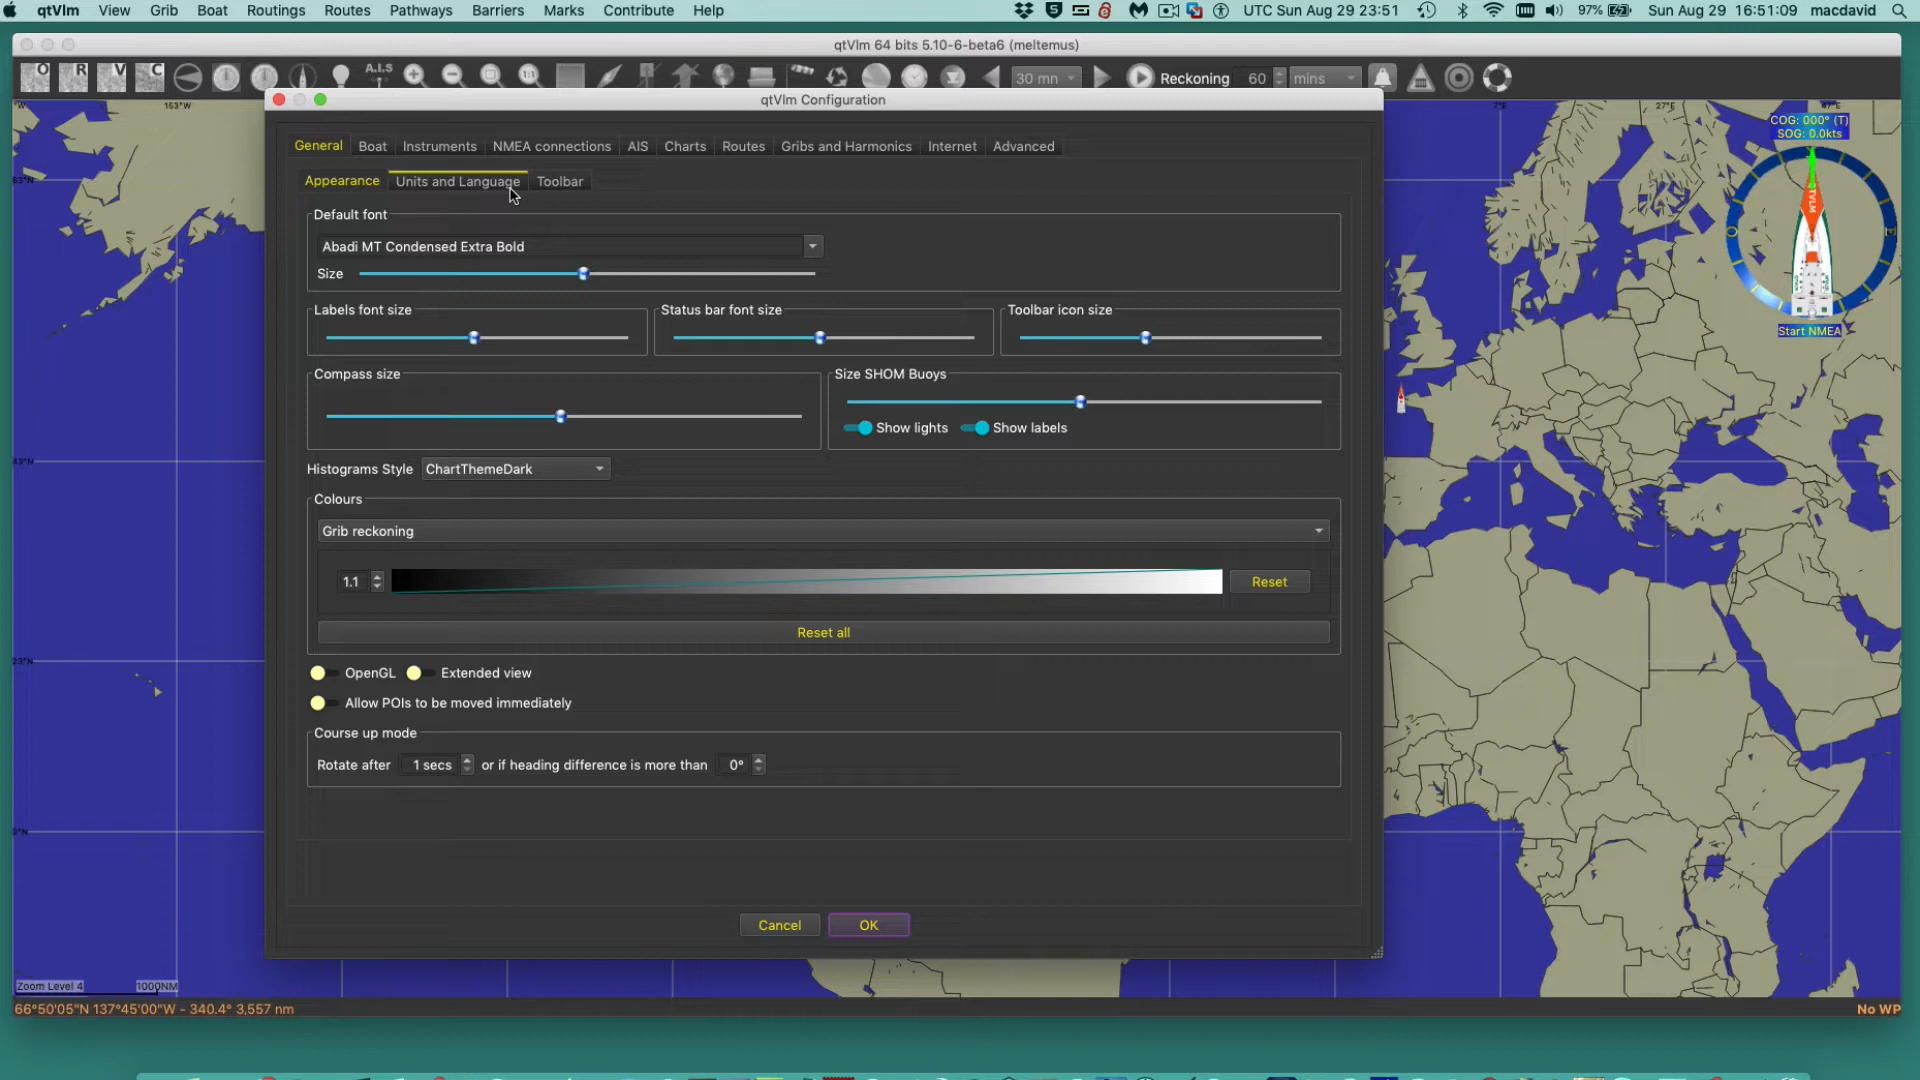 qtVlm View Grib Boat Routings Routes Pathways Barriers Marks Contribute Help UTC Sun Aug 29 23:51 97% Sun Aug 29 16:51:09 macdavid
qtVlm 64 bits 5.10-6-beta6 (meltemus)
O R V C A.I.S 1:1 30 mn Reckoning 60 mins
qtVlm Configuration
153°W 7°E 27°E 47°E
COG: 000° (T)
SOG: 0.0kts
General Boat Instruments NMEA connections AIS Charts Routes Gribs and Harmonics Internet Advanced
Appearance Units and Language Toolbar
Default font
Abadi MT Condensed Extra Bold
Size
Labels font size Status bar font size Toolbar icon size
Start NMEA
Compass size Size SHOM Buoys
Show lights Show labels
Histograms Style ChartThemeDark
Colours
Grib reckoning
1.1 Reset
Reset all
OpenGL Extended view
Allow POIs to be moved immediately
Course up mode
Rotate after 1 secs or if heading difference is more than 0°
Cancel OK
Zoom Level 4 1000NM
66°50'05"N 137°45'00"W - 340.4° 3,557 nm No WP